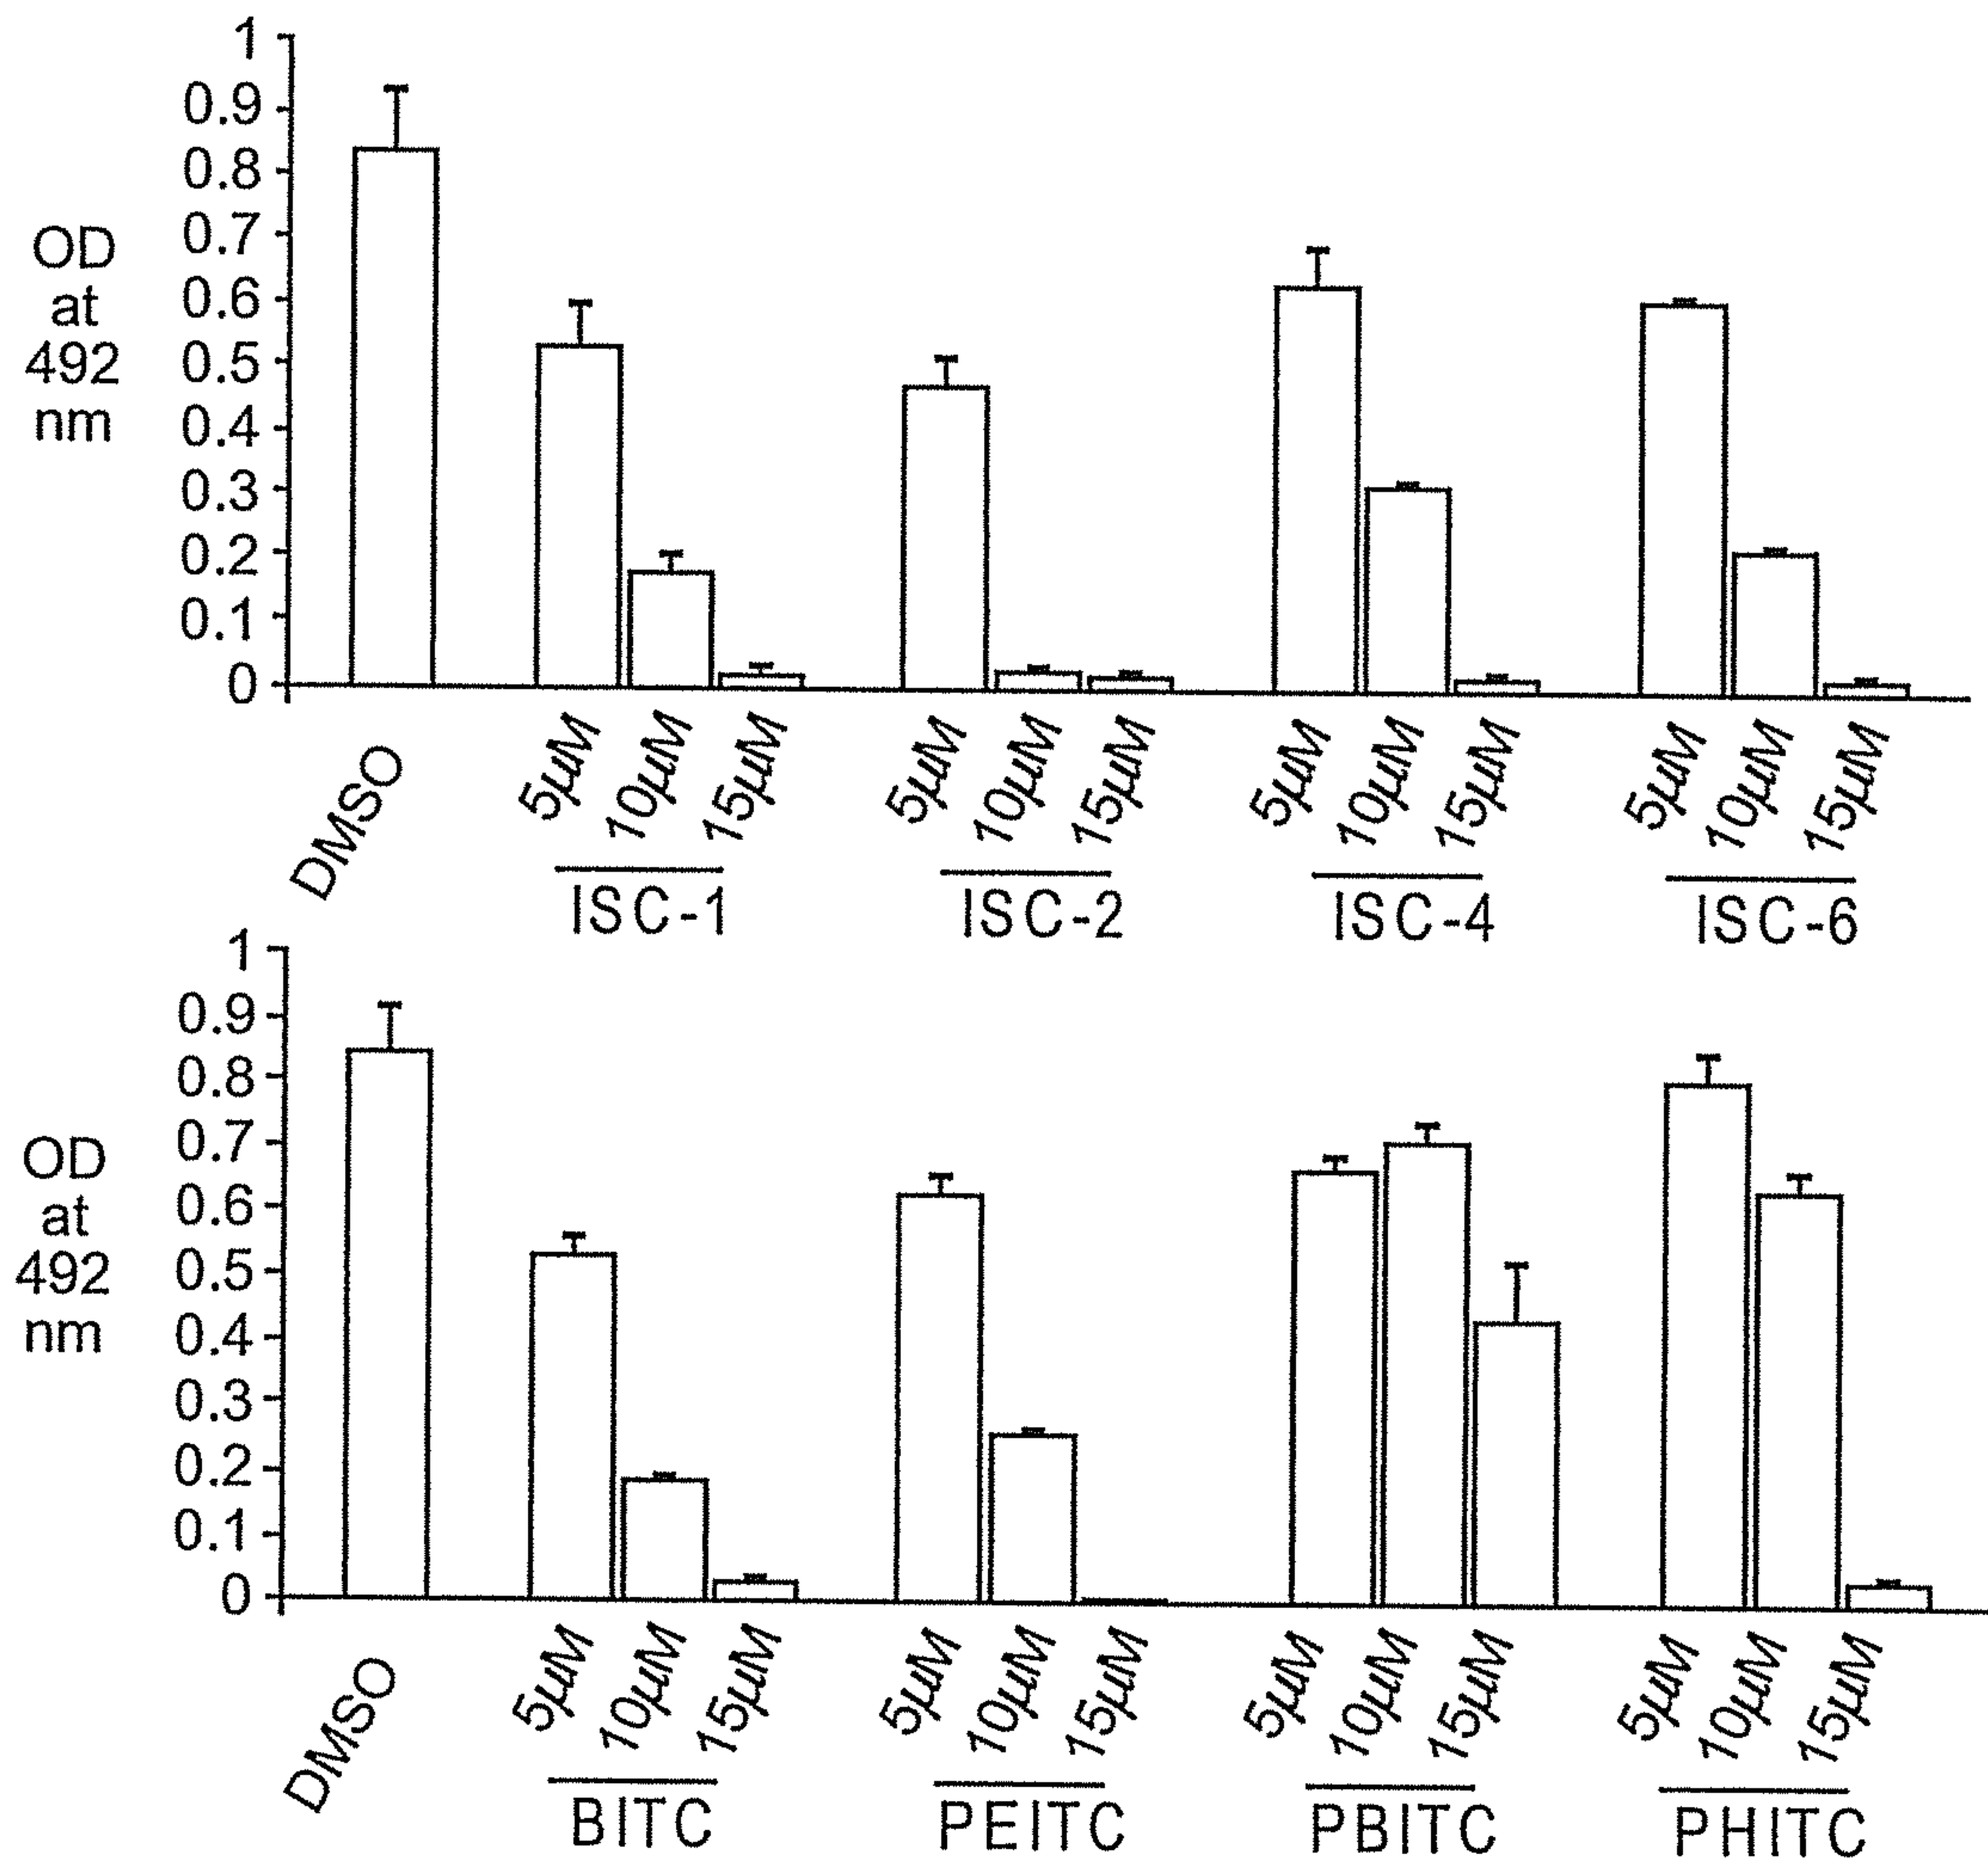 1
0.9
0.8
0.7
0.6
0.5
0.4
0.3
0.2
0.1
0
OD
at
492
nm
DMSO
5µM 10µM 15µM 5µM 10µM 15µM 5µM 10µM 15µM 5µM 10µM 15µM
ISC-1 ISC-2 ISC-4 ISC-6
1
0.9
0.8
0.7
0.6
0.5
0.4
0.3
0.2
0.1
0
OD
at
492
nm
DMSO
5µM 10µM 15µM 5µM 10µM 15µM 5µM 10µM 15µM 5µM 10µM 15µM
BITC PEITC PBITC PHITC